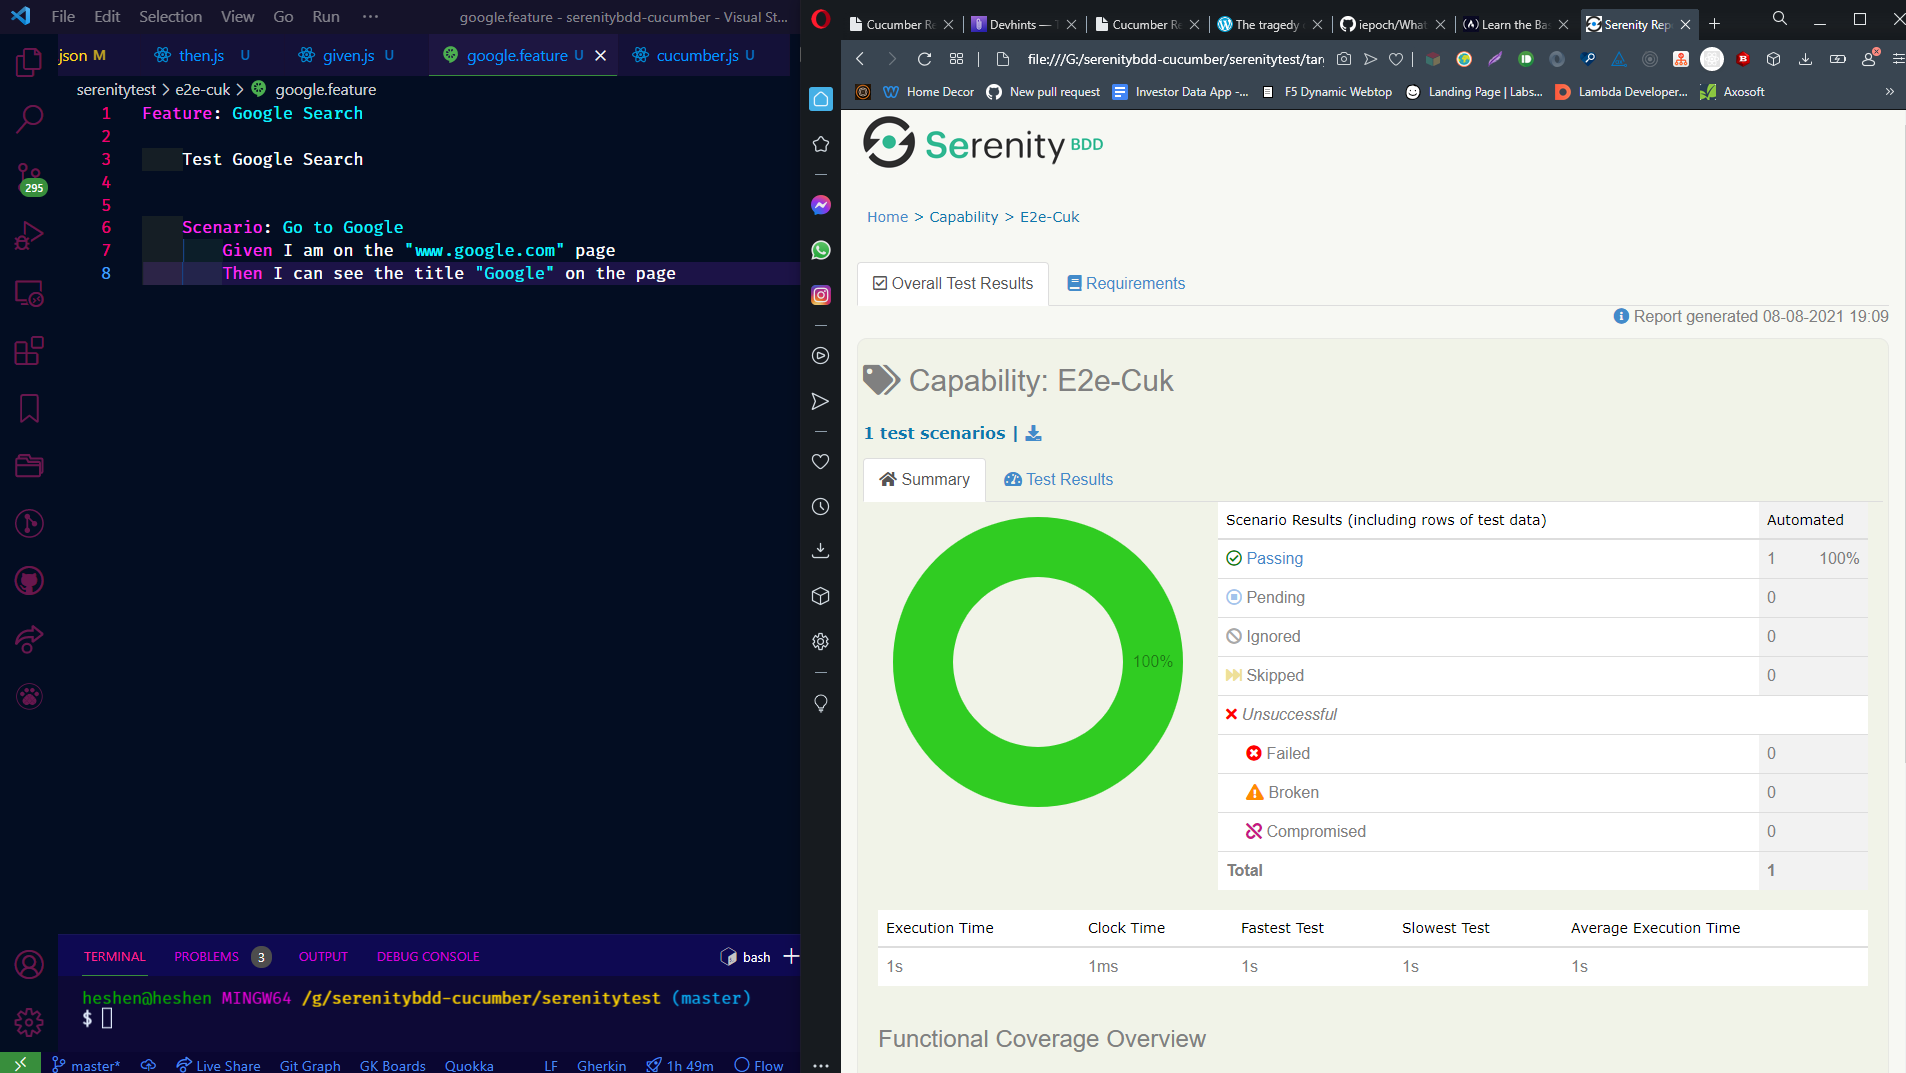 File Edit Selection View Go Run ··· google.feature - serenitybdd-cucumber - Visual St...
json M then.js U given.js U google.feature U cucumber.js U
serenitytest > e2e-cuk > google.feature
1 Feature: Google Search
2
3 Test Google Search
4
5
6 Scenario: Go to Google
7 Given I am on the "www.google.com" page
8 Then I can see the title "Google" on the page
295
TERMINAL PROBLEMS 3 OUTPUT DEBUG CONSOLE bash
heshen@heshen MINGW64 /g/serenitybdd-cucumber/serenitytest (master)
$
master* Live Share Git Graph GK Boards Quokka LF Gherkin 1h 49m Flow
Cucumber Re Devhints — T Cucumber Re The tragedy iepoch/What Learn the Ba Serenity Rep
file:///G:/serenitybdd-cucumber/serenitytest/tar
Home Decor New pull request Investor Data App -... F5 Dynamic Webtop Landing Page | Labs... Lambda Developer... Axosoft »
Serenity BDD
Home > Capability > E2e-Cuk
Overall Test Results Requirements
Report generated 08-08-2021 19:09
Capability: E2e-Cuk
1 test scenarios |
Summary Test Results
100%
Scenario Results (including rows of test data) Automated
Passing 1 100%
Pending 0
Ignored 0
Skipped 0
Unsuccessful
Failed 0
Broken 0
Compromised 0
Total 1
Execution Time Clock Time Fastest Test Slowest Test Average Execution Time
1s 1ms 1s 1s 1s
Functional Coverage Overview